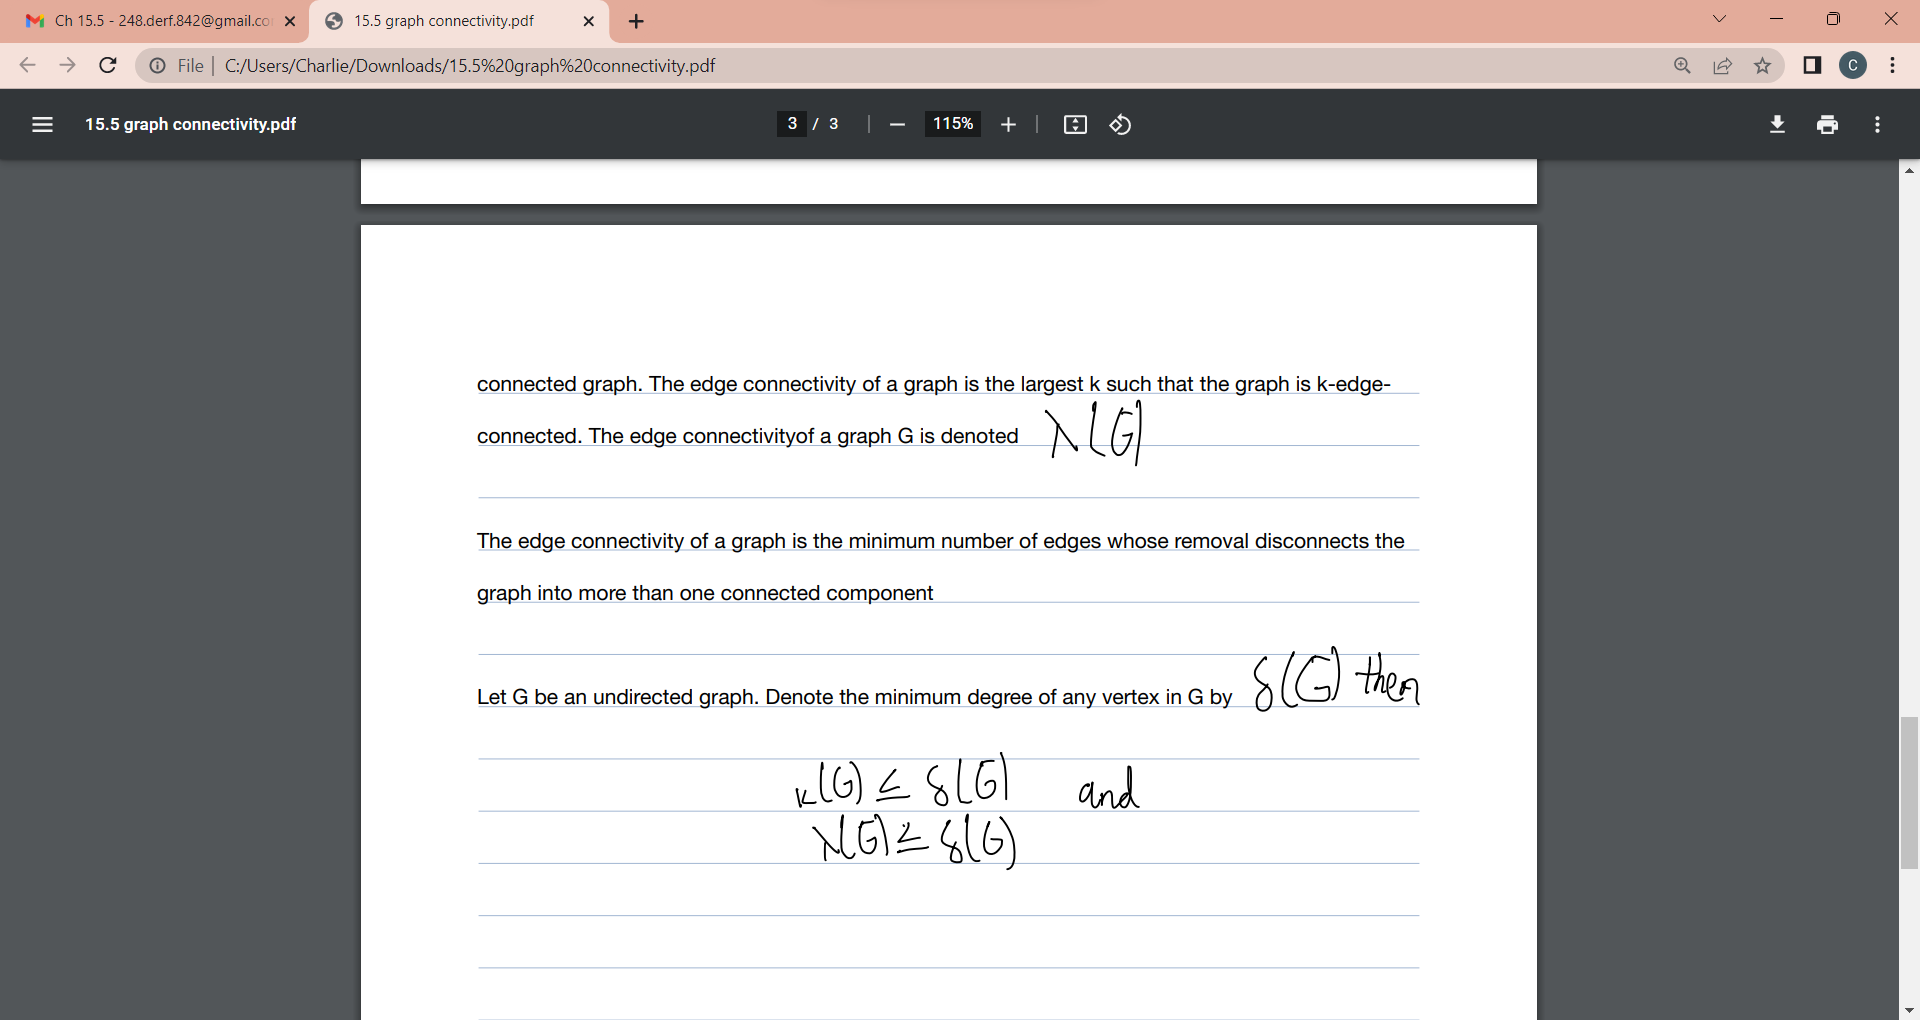 Ch 15.5 - 248.derf.842@gmail.co
15.5 graph connectivity.pdf
File
C:/Users/Charlie/Downloads/15.5%20graph%20connectivity.pdf
C
15.5 graph connectivity.pdf
3 / 3
115%
connected graph. The edge connectivity of a graph is the largest k such that the graph is k-edge-
connected. The edge connectivityof a graph G is denoted λ(G)
The edge connectivity of a graph is the minimum number of edges whose removal disconnects the
graph into more than one connected component
Let G be an undirected graph. Denote the minimum degree of any vertex in G by δ(G) then
κ(G) ≤ δ(G) and
λ(G) ≤ δ(G)